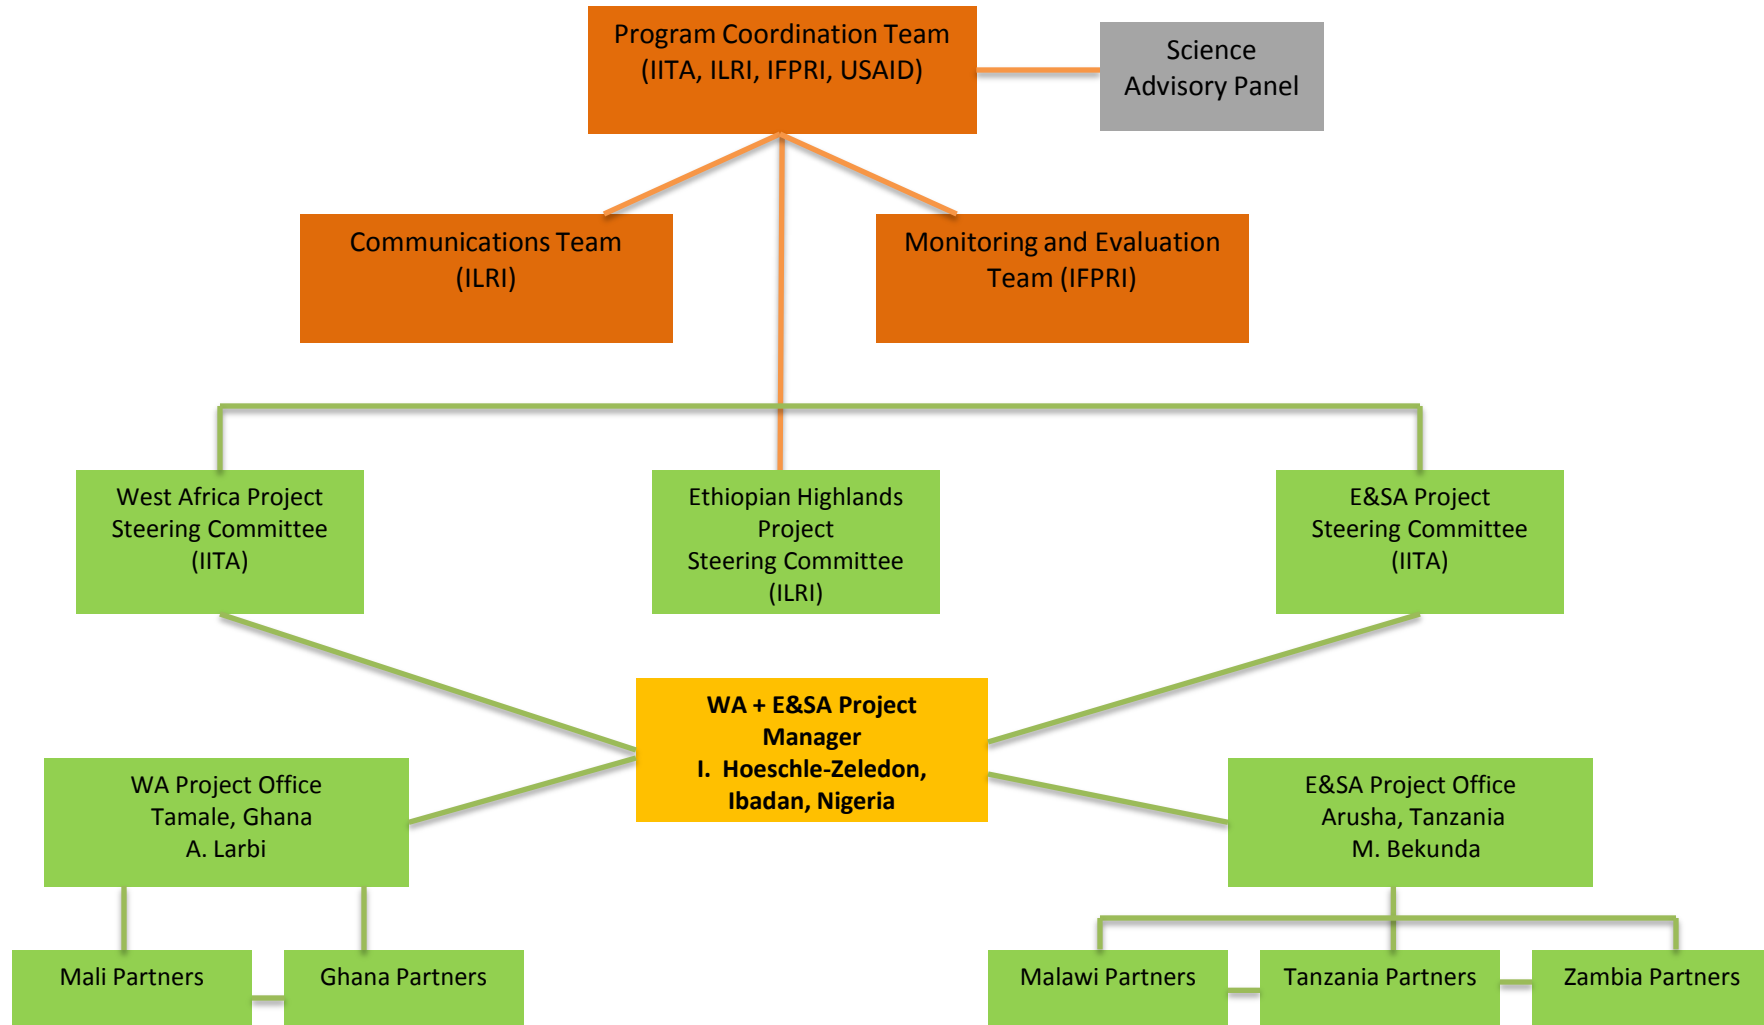 Program Coordination Team
(IITA, ILRI, IFPRI, USAID)
Science
Advisory Panel
Communications Team
(ILRI)
Monitoring and Evaluation
Team (IFPRI)
West Africa Project
Steering Committee
(IITA)
Ethiopian Highlands
Project
Steering Committee
(ILRI)
E&SA Project
Steering Committee
(IITA)
WA + E&SA Project
Manager
I. Hoeschle-Zeledon,
Ibadan, Nigeria
WA Project Office
Tamale, Ghana
A. Larbi
E&SA Project Office
Arusha, Tanzania
M. Bekunda
Mali Partners
Ghana Partners
Malawi Partners
Tanzania Partners
Zambia Partners